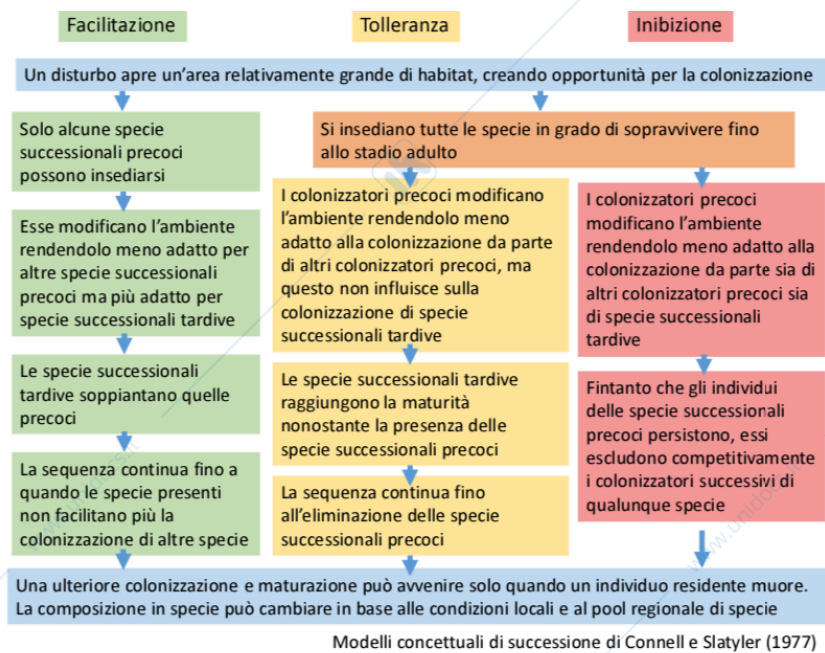 Facilitazione
Tolleranza
Inibizione
Un disturbo apre un’area relativamente grande di habitat, creando opportunità per la colonizzazione
Solo alcune specie
successionali precoci
possono insediarsi
Si insediano tutte le specie in grado di sopravvivere fino
allo stadio adulto
Esse modificano l’ambiente
rendendolo meno adatto per
altre specie successionali
precoci ma più adatto per
specie successionali tardive
I colonizzatori precoci modificano
l’ambiente rendendolo meno
adatto alla colonizzazione da parte
di altri colonizzatori precoci, ma
questo non influisce sulla
colonizzazione di specie
successionali tardive
I colonizzatori precoci
modificano l’ambiente
rendendolo meno adatto alla
colonizzazione da parte sia di
altri colonizzatori precoci sia
di specie successionali
tardive
Le specie successionali
tardive soppiantano quelle
precoci
Le specie successionali tardive
raggiungono la maturità
nonostante la presenza delle
specie successionali precoci
Fintanto che gli individui
delle specie successionali
precoci persistono, essi
escludono competitivamente
i colonizzatori successivi di
qualunque specie
La sequenza continua fino a
quando le specie presenti
non facilitano più la
colonizzazione di altre specie
La sequenza continua fino
all’eliminazione delle specie
successionali precoci
Una ulteriore colonizzazione e maturazione può avvenire solo quando un individuo residente muore.
La composizione in specie può cambiare in base alle condizioni locali e al pool regionale di specie
Modelli concettuali di successione di Connell e Slatyler (1977)